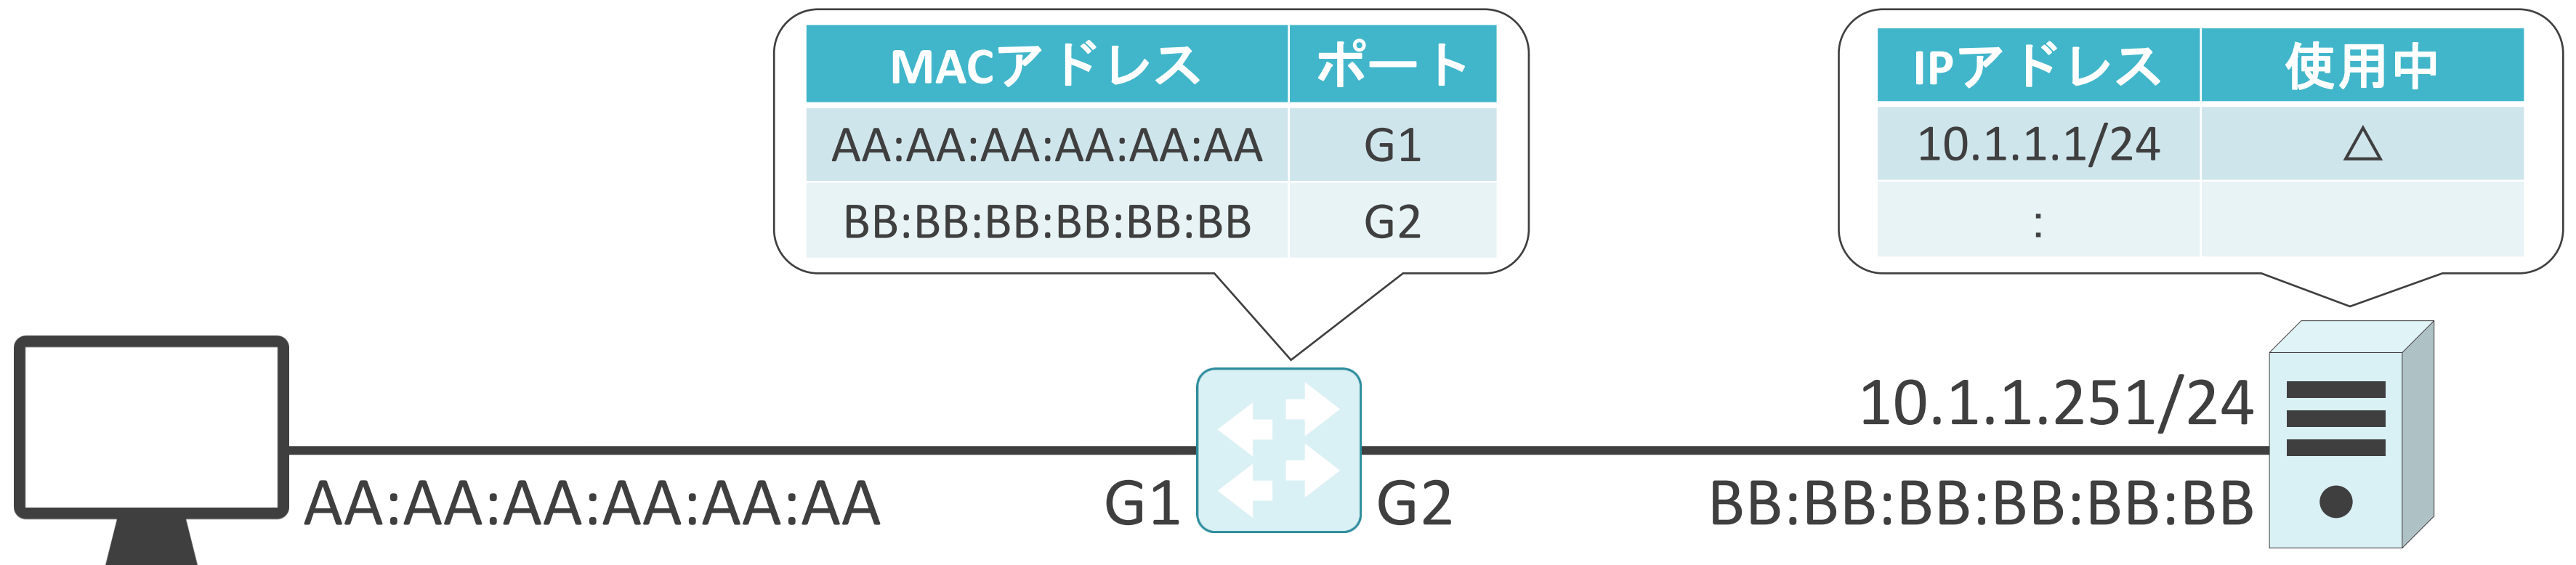 MACアドレス ポート
AA:AA:AA:AA:AA:AA G1
BB:BB:BB:BB:BB:BB G2
IPアドレス 使用中
10.1.1.1/24 △
:
10.1.1.251/24
AA:AA:AA:AA:AA:AA G1 G2 BB:BB:BB:BB:BB:BB